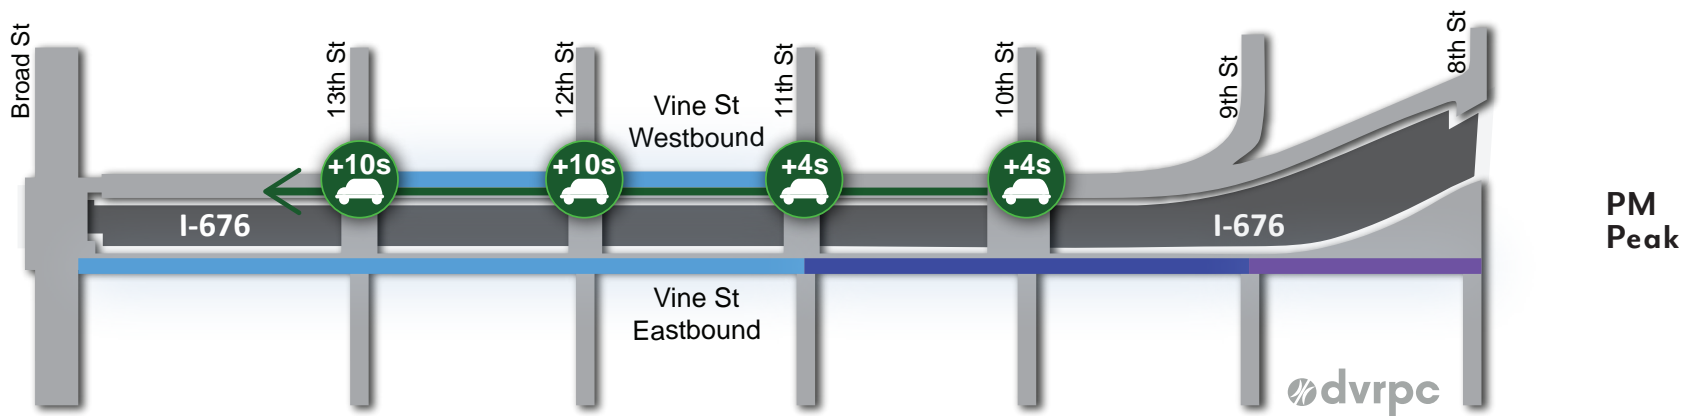 Broad St
13th St
12th St
11th St
10th St
9th St
8th St
Vine St
Westbound
+10s
+10s
+4s
+4s
I-676
I-676
PM
Peak
Vine St
Eastbound
dvrpc